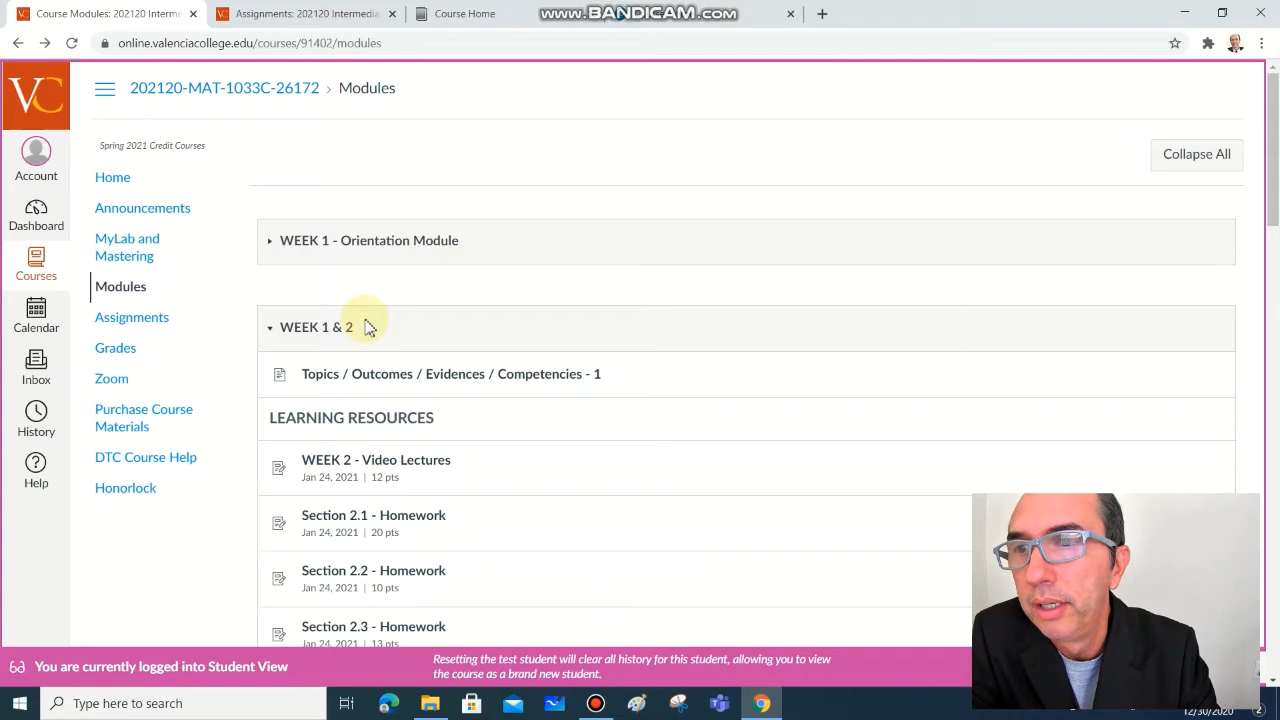 Assignments: 202120
Course Home
WWW.BANDICAM.COM
online.valenciacollege.edu/courses/91402/modules
VC
202120-MAT-1033C-26172 › Modules
Spring 2021 Credit Courses
Collapse All
Account
Dashboard
Courses
Calendar
Inbox
History
Help
Home
Announcements
MyLab and
Mastering
Modules
Assignments
Grades
Zoom
Purchase Course
Materials
DTC Course Help
Honorlock
WEEK 1 - Orientation Module
WEEK 1 & 2
Topics / Outcomes / Evidences / Competencies - 1
LEARNING RESOURCES
WEEK 2 - Video Lectures
Jan 24, 2021 | 12 pts
Section 2.1 - Homework
Jan 24, 2021 | 20 pts
Section 2.2 - Homework
Jan 24, 2021 | 10 pts
Section 2.3 - Homework
Jan 24, 2021 | 13 pts
You are currently logged into Student View
Resetting the test student will clear all history for this student, allowing you to view
the course as a brand new student.
Type here to search
12/30/2020